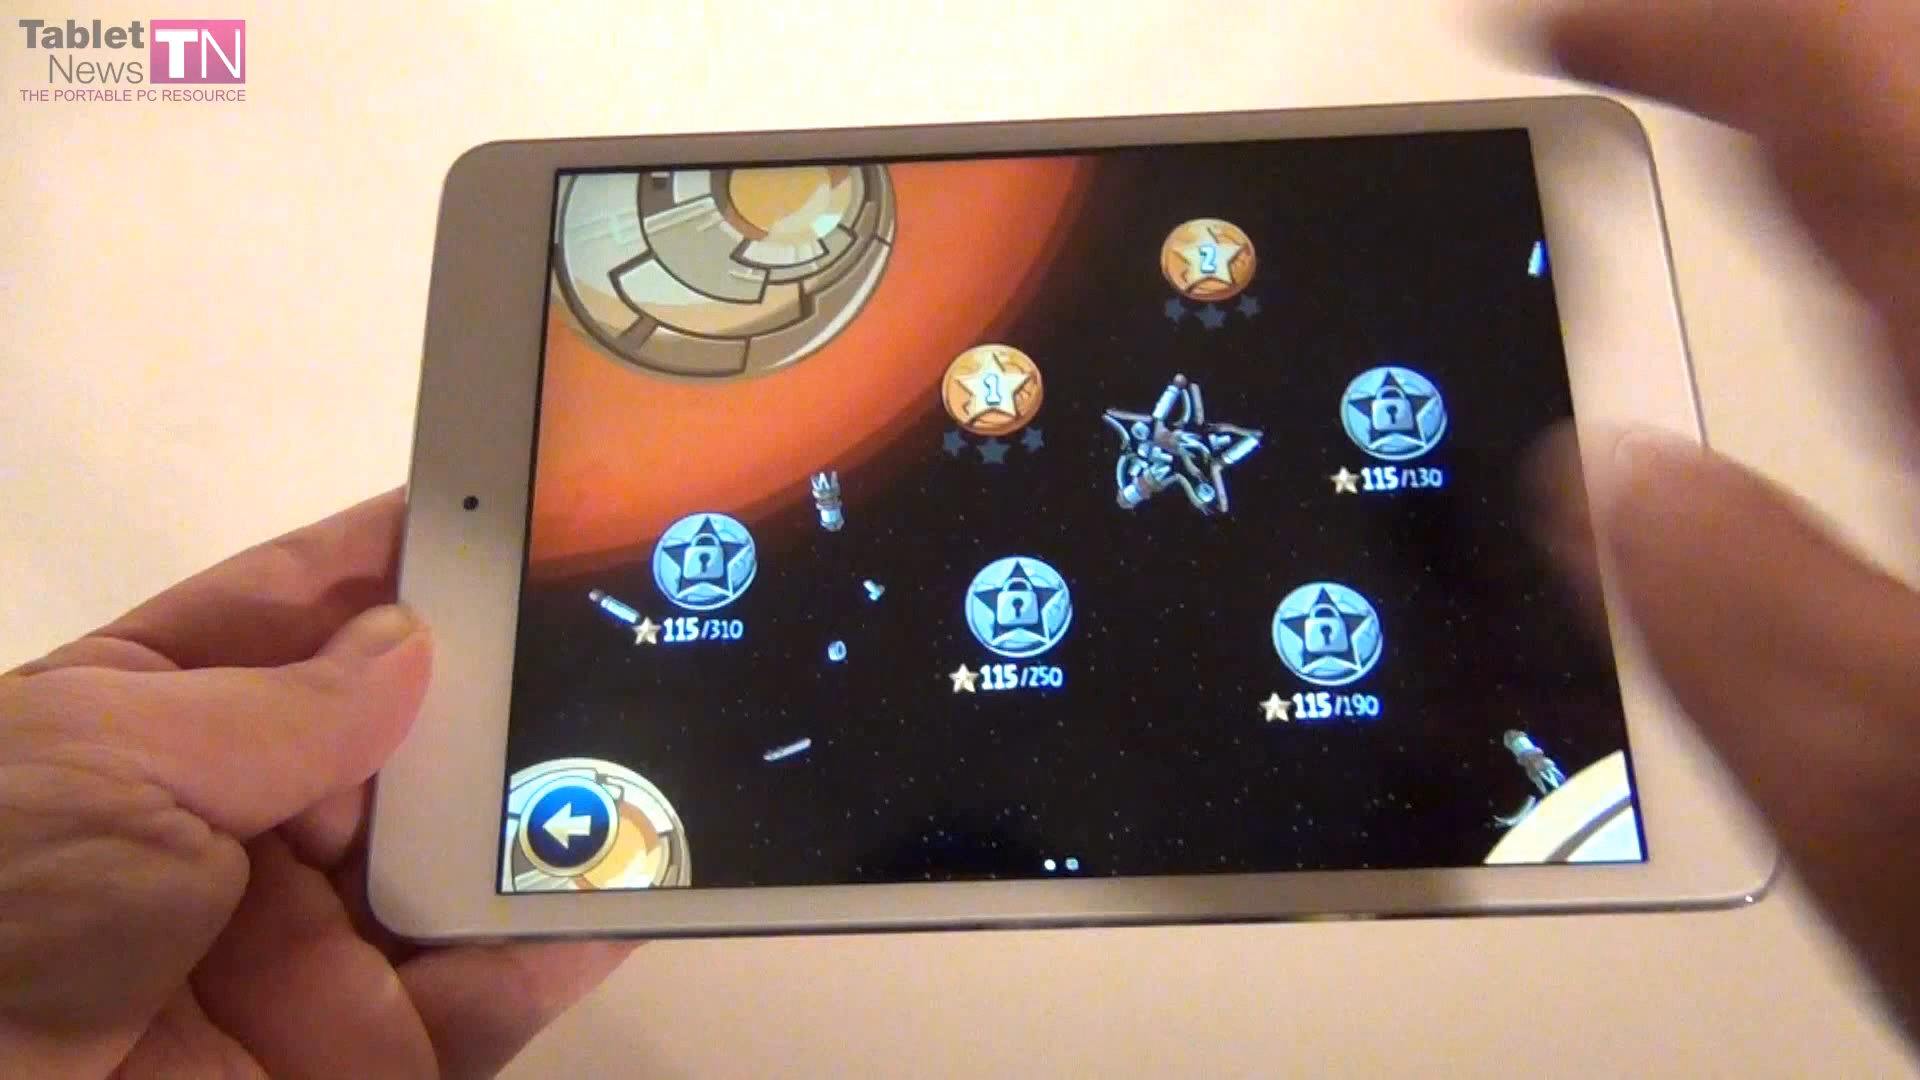 Tablet
News TN
THE PORTABLE PC RESOURCE
2
1
115/130
115/310
115/250
115/190